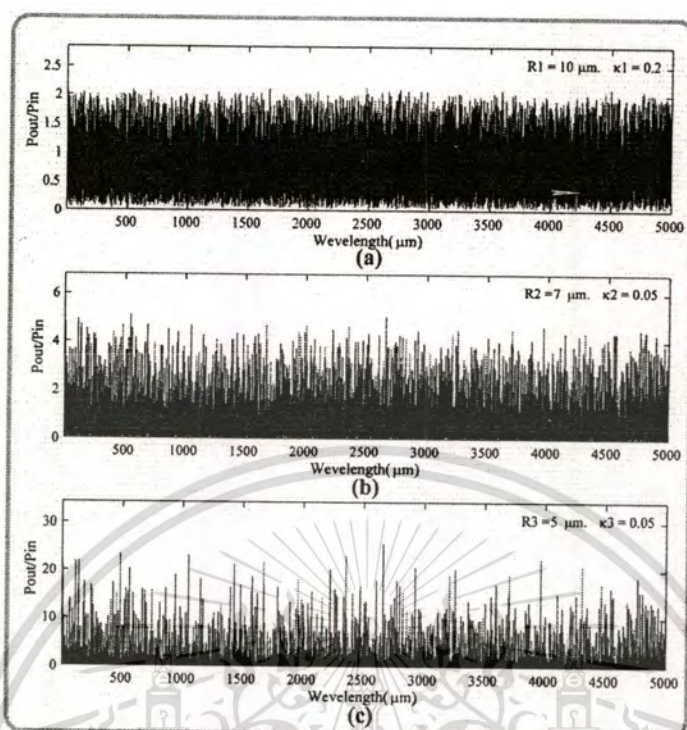 R1 = 10 µm. κ1 = 0.2
Pout/Pin
2.5
2
1.5
1
0.5
0
500 1000 1500 2000 2500 3000 3500 4000 4500 5000
Wevelength( µm)
(a)
R2 =7 µm. κ2 = 0.05
Pout/Pin
6
4
2
0
500 1000 1500 2000 2500 3000 3500 4000 4500 5000
Wevelength( µm)
(b)
R3 =5 µm. κ3 = 0.05
Pout/Pin
30
20
10
0
500 1000 1500 2000 2500 3000 3500 4000 4500 5000
Wevelength( µm)
(c)